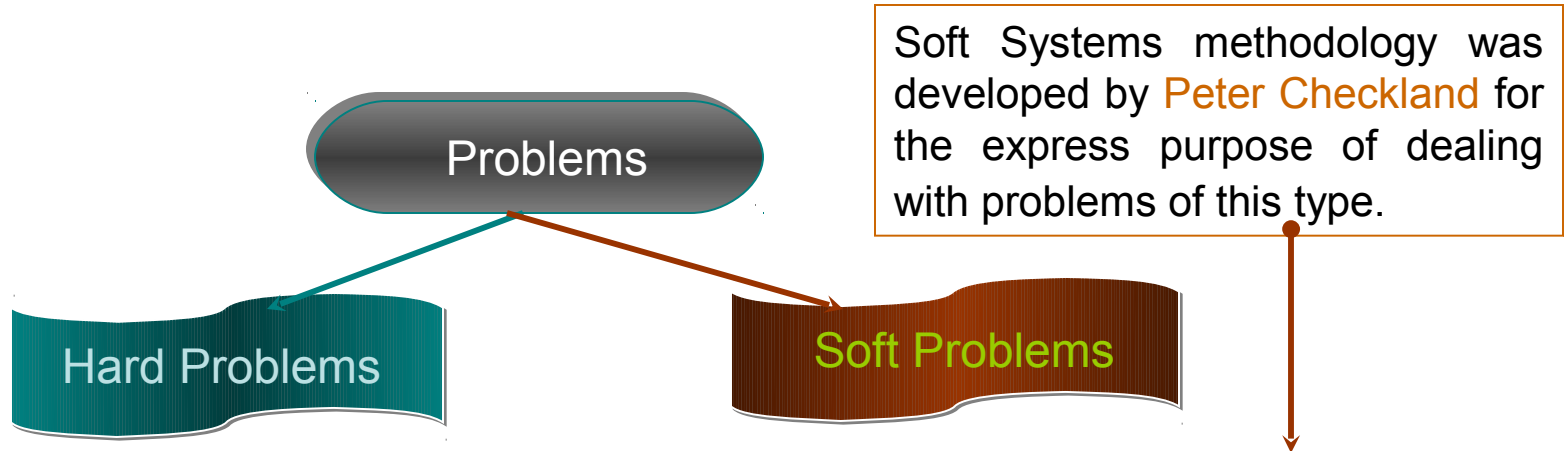 Problems
Soft Systems methodology was
developed by Peter Checkland for
the express purpose of dealing
with problems of this type.
Hard Problems
Soft Problems